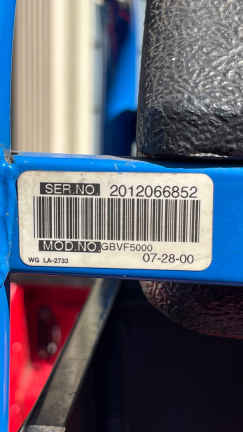 SER.NO. 2012066852
MOD.NO. GBVF5000
WG LA-2733 07-28-00